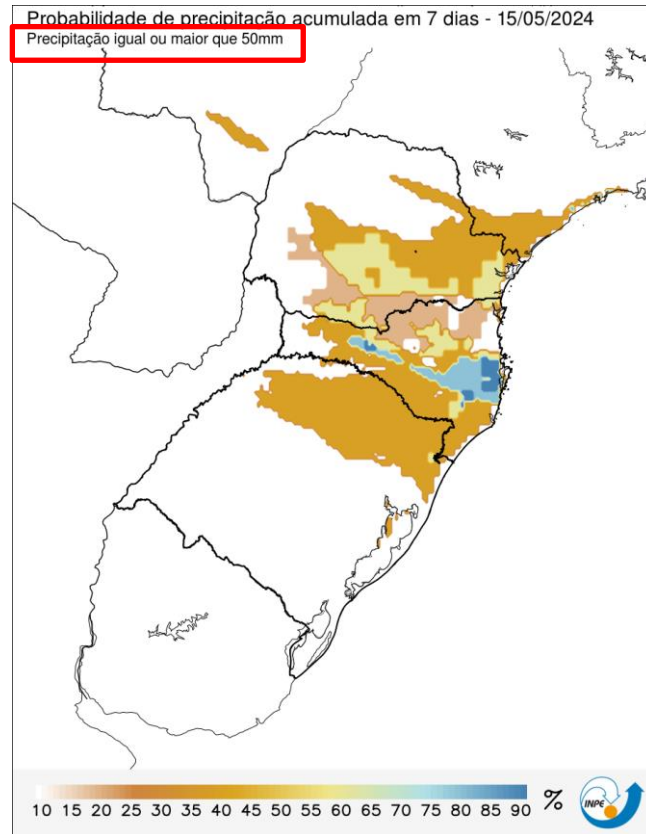 Probabilidade de precipitação acumulada em 7 dias - 15/05/2024
Precipitação igual ou maior que 50mm
10 15 20 25 30 35 40 45 50 55 60 65 70 75 80 85 90 %
INPE